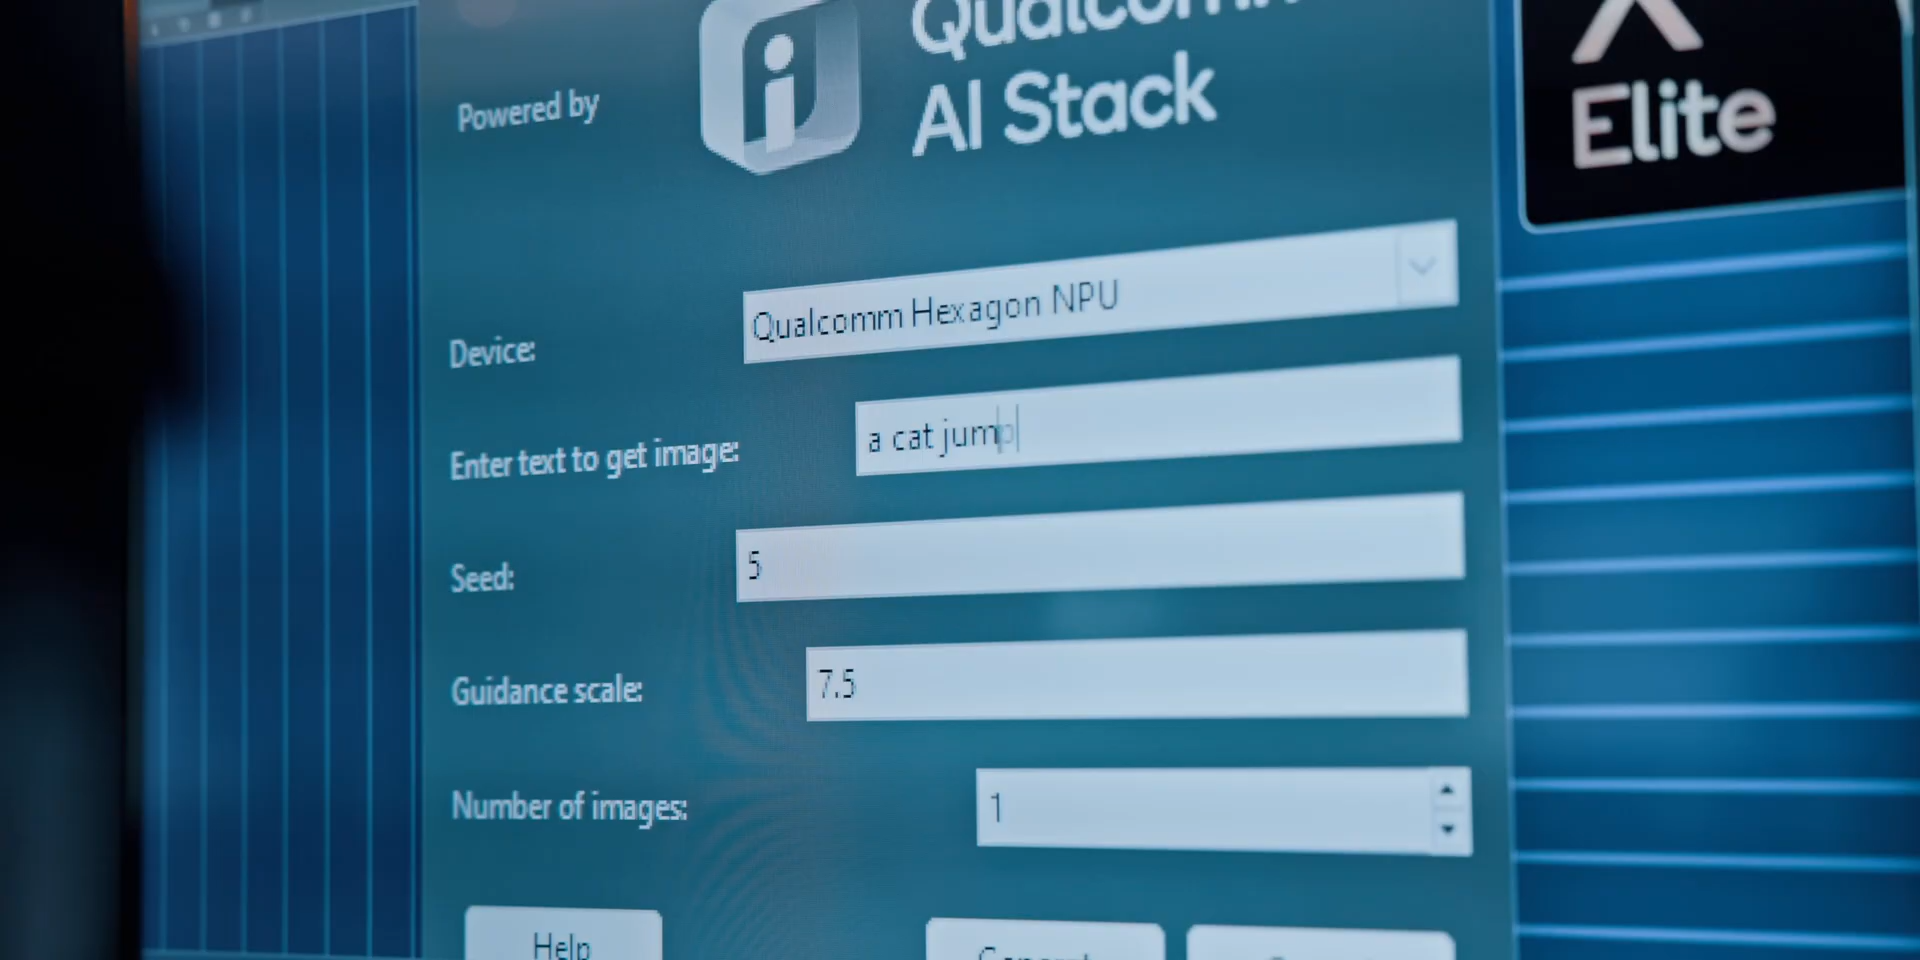 Powered by
Qualcomm
AI Stack
X
Elite
Device:
Qualcomm Hexagon NPU
Enter text to get image:
a cat jump
Seed:
5
Guidance scale:
7.5
Number of images:
1
Help